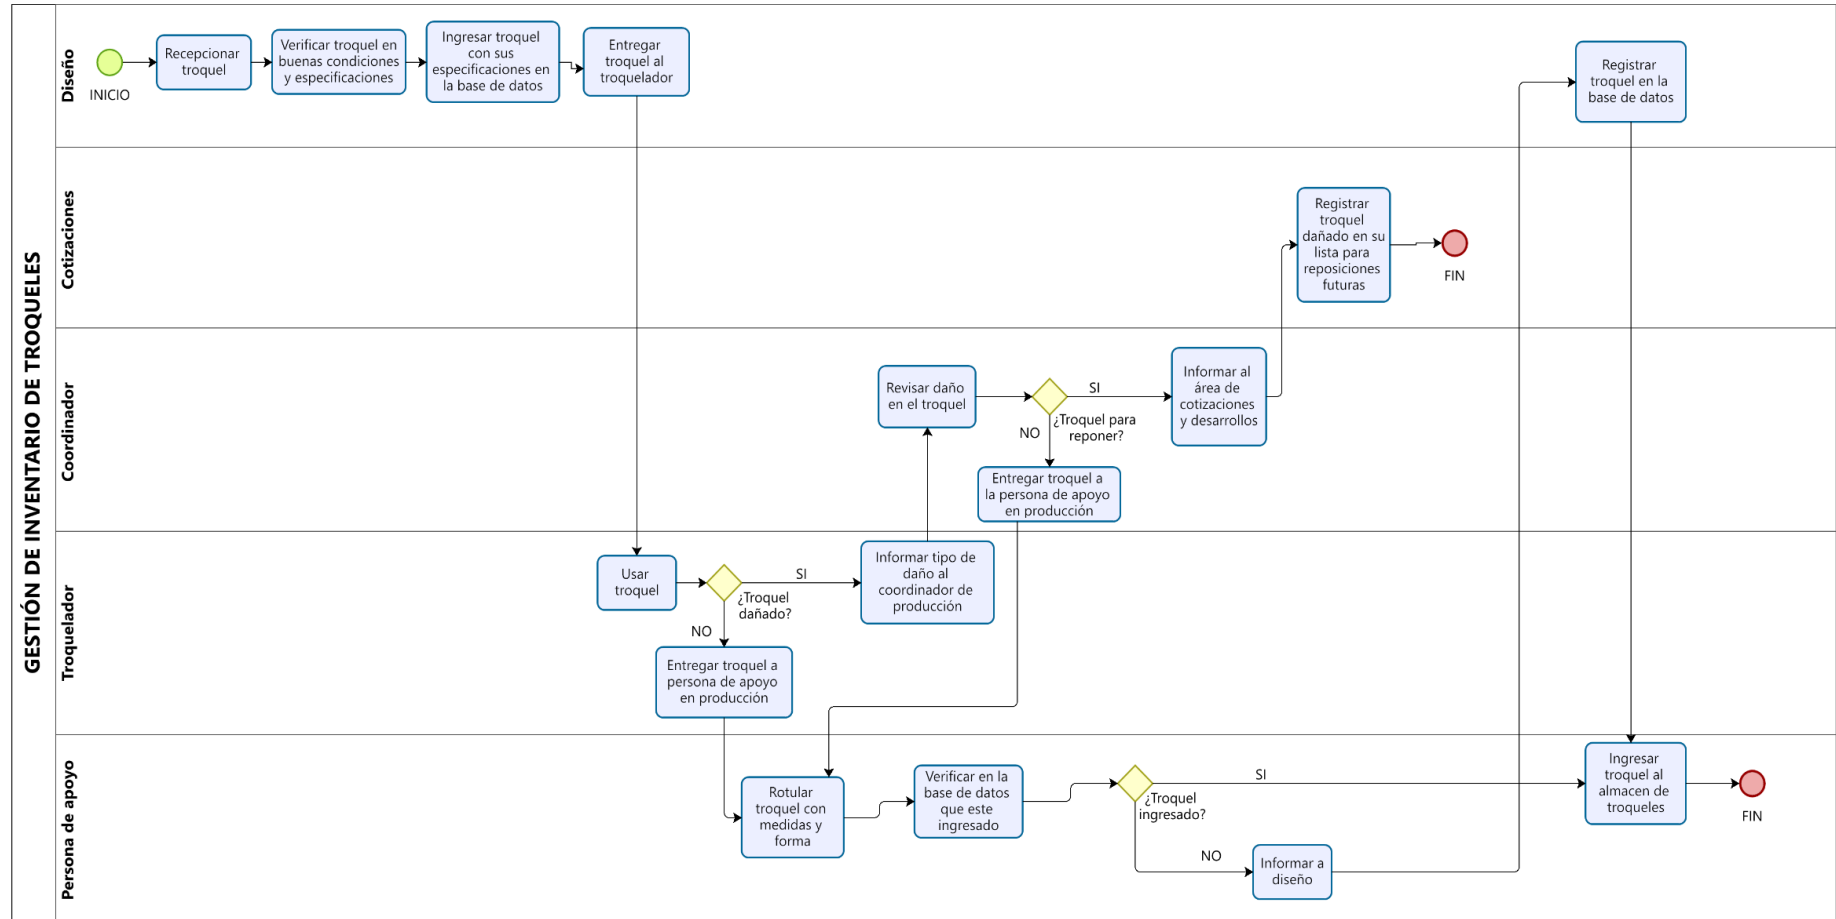 GESTIÓN DE INVENTARIO DE TROQUELES
Diseño
INICIO
Recepcionar
troquel
Verificar troquel en
buenas condiciones
y especificaciones
Ingresar troquel
con sus
especificaciones en
la base de datos
Entregar
troquel al
troquelador
Registrar
troquel en la
base de datos
Cotizaciones
Registrar
troquel
dañado en su
lista para
reposiciones
futuras
FIN
Coordinador
Revisar daño
en el troquel
SI
¿Troquel para
reponer?
NO
Informar al
área de
cotizaciones
y desarrollos
Entregar troquel a
la persona de apoyo
en producción
Troquelador
Usar
troquel
SI
¿Troquel
dañado?
NO
Informar tipo de
daño al
coordinador de
producción
Entregar troquel a
persona de apoyo
en producción
Persona de apoyo
Rotular
troquel con
medidas y
forma
Verificar en la
base de datos
que este
ingresado
SI
¿Troquel
ingresado?
NO
Informar a
diseño
Ingresar
troquel al
almacen de
troqueles
FIN